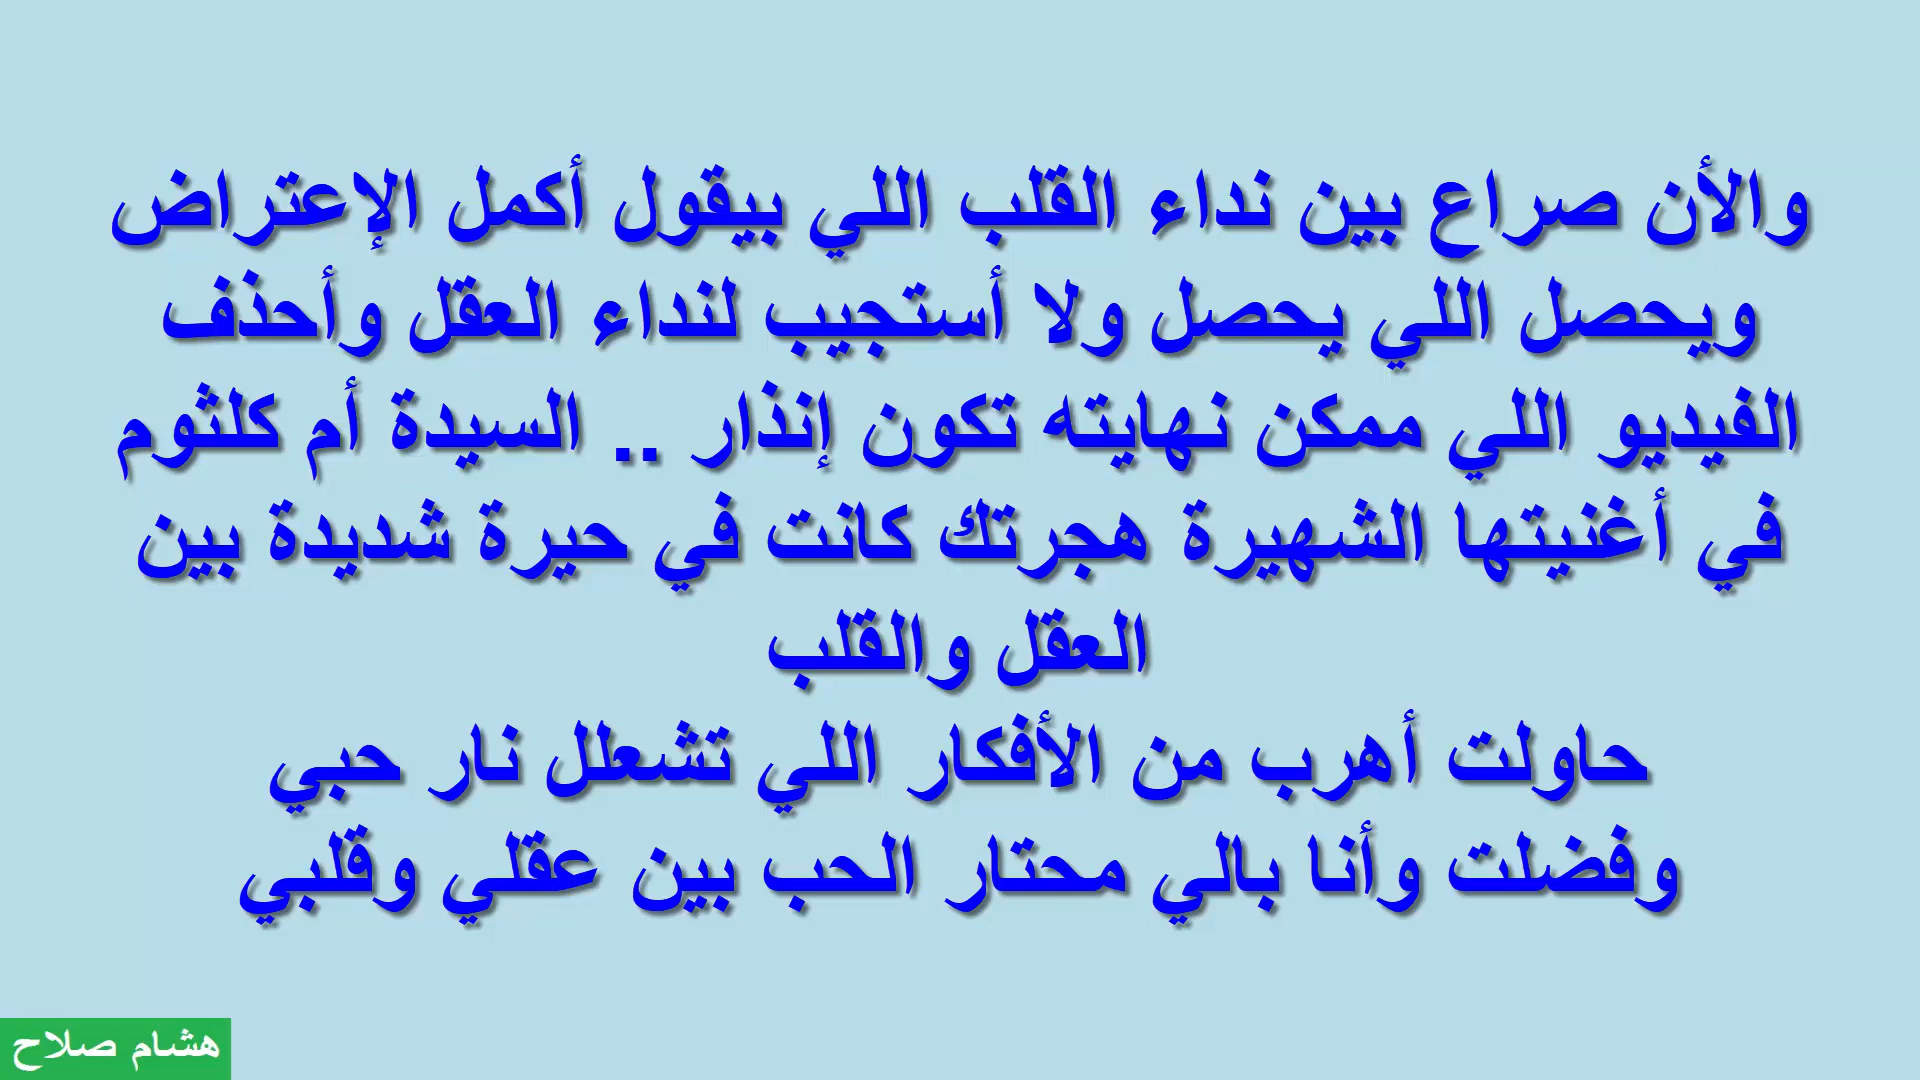 والأن صراع بين نداء القلب اللي بيقول أكمل الإعتراض
ويحصل اللي يحصل ولا أستجيب لنداء العقل وأحذف
الفيديو اللي ممكن نهايته تكون إنذار .. السيدة أم كلثوم
في أغنيتها الشهيرة هجرتك كانت في حيرة شديدة بين
العقل والقلب
حاولت أهرب من الأفكار اللي تشعلل نار حبي
وفضلت وأنا بالي محتار الحب بين عقلي وقلبي
هشام صلاح